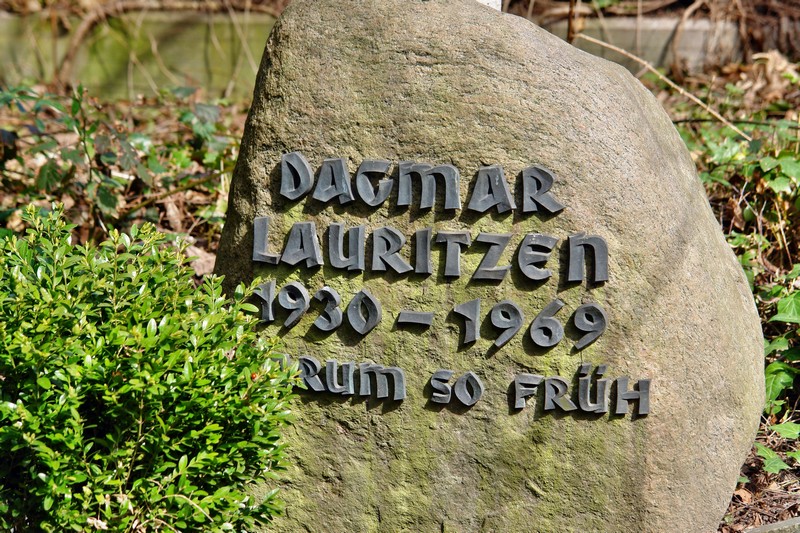 DAGMAR
LAURITZEN
1930 - 1969
RUM SO FRÜH